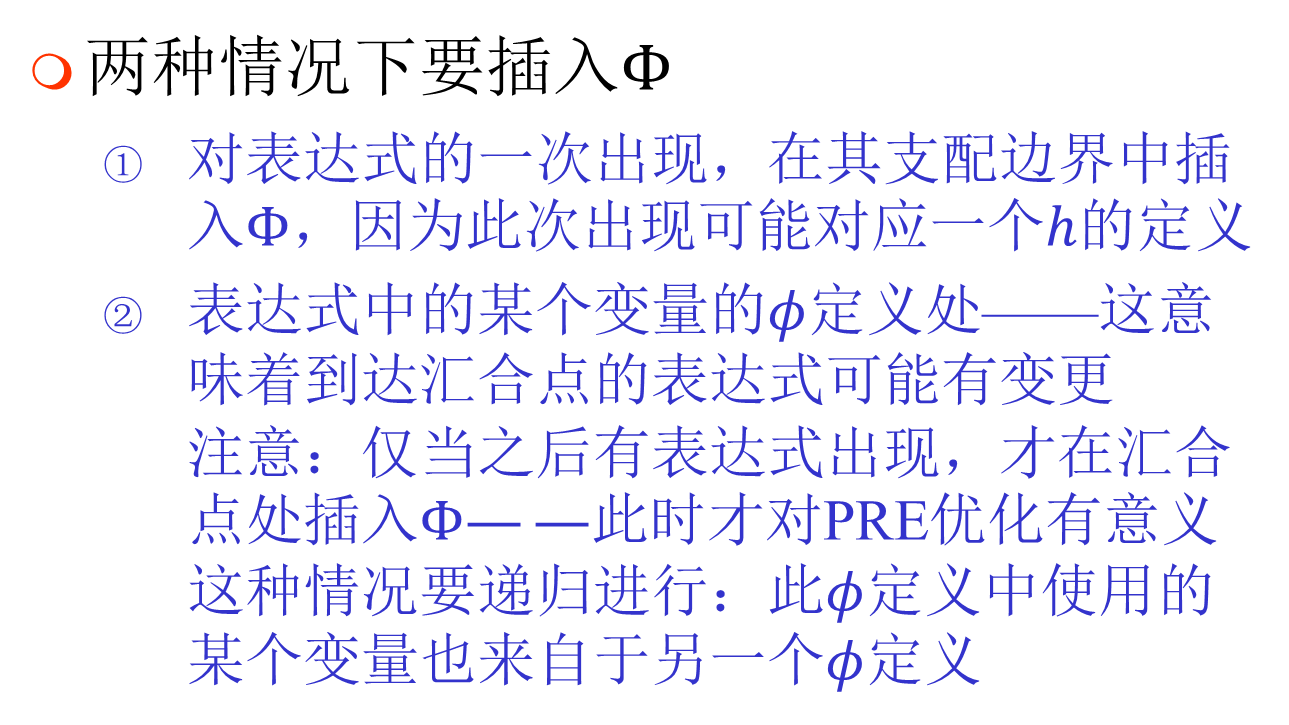 两种情况下要插入Φ
① 对表达式的一次出现，在其支配边界中插
入Φ，因为此次出现可能对应一个ℎ的定义
② 表达式中的某个变量的𝜙定义处——这意
味着到达汇合点的表达式可能有变更
注意：仅当之后有表达式出现，才在汇合
点处插入Φ— —此时才对PRE优化有意义
这种情况要递归进行：此𝜙定义中使用的
某个变量也来自于另一个𝜙定义